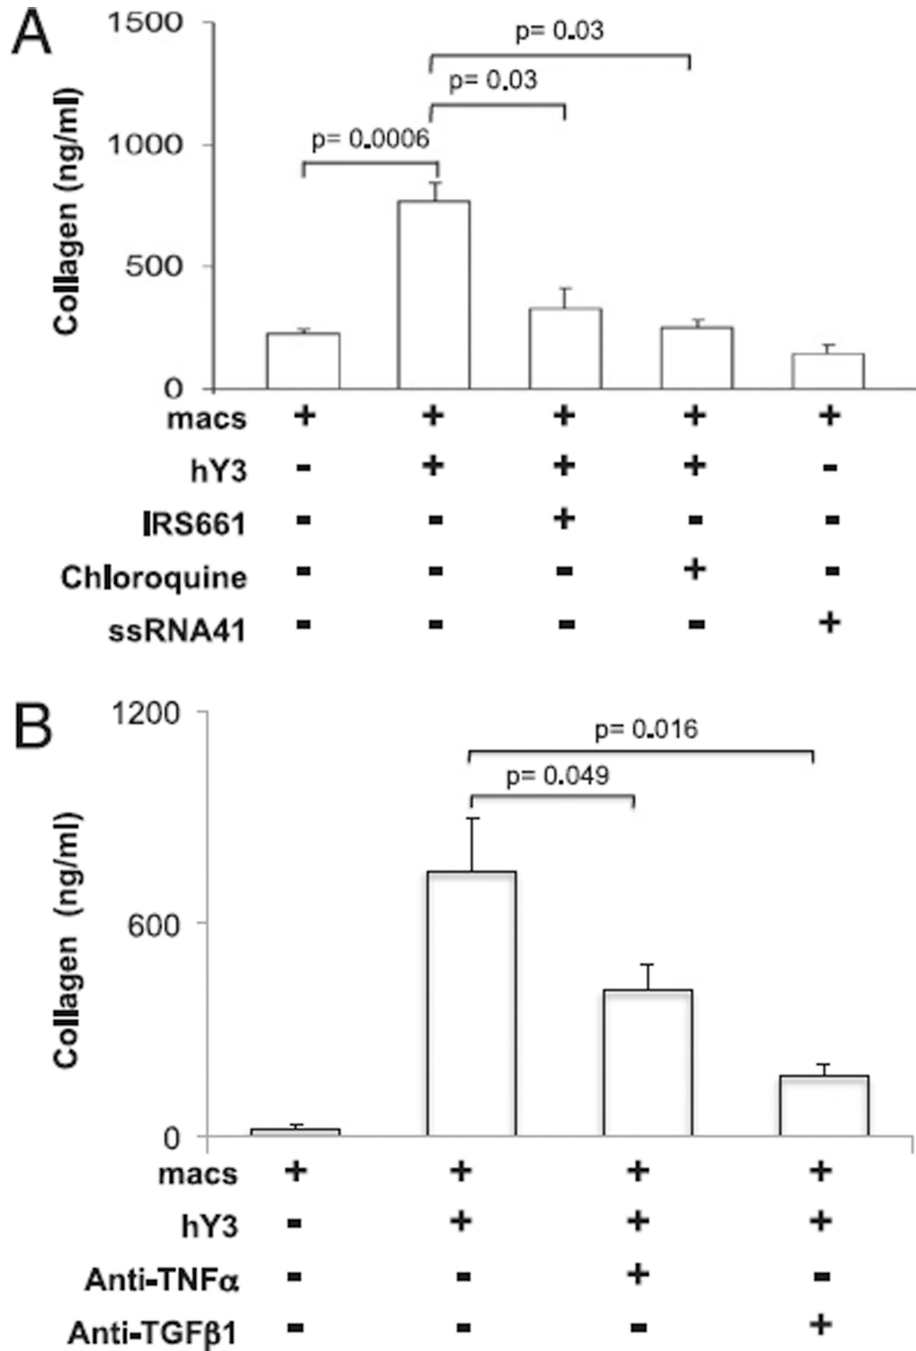 A
1500
p= 0.03
p= 0.03
1000
p= 0.0006
Collagen (ng/ml)
500
0
macs + + + + +
hY3 - + + + -
IRS661 - - + - -
Chloroquine - - - + -
ssRNA41 - - - - +
B
1200
p= 0.016
p= 0.049
Collagen (ng/ml)
600
0
macs + + + +
hY3 - + + +
Anti-TNFα - - + -
Anti-TGFβ1 - - - +